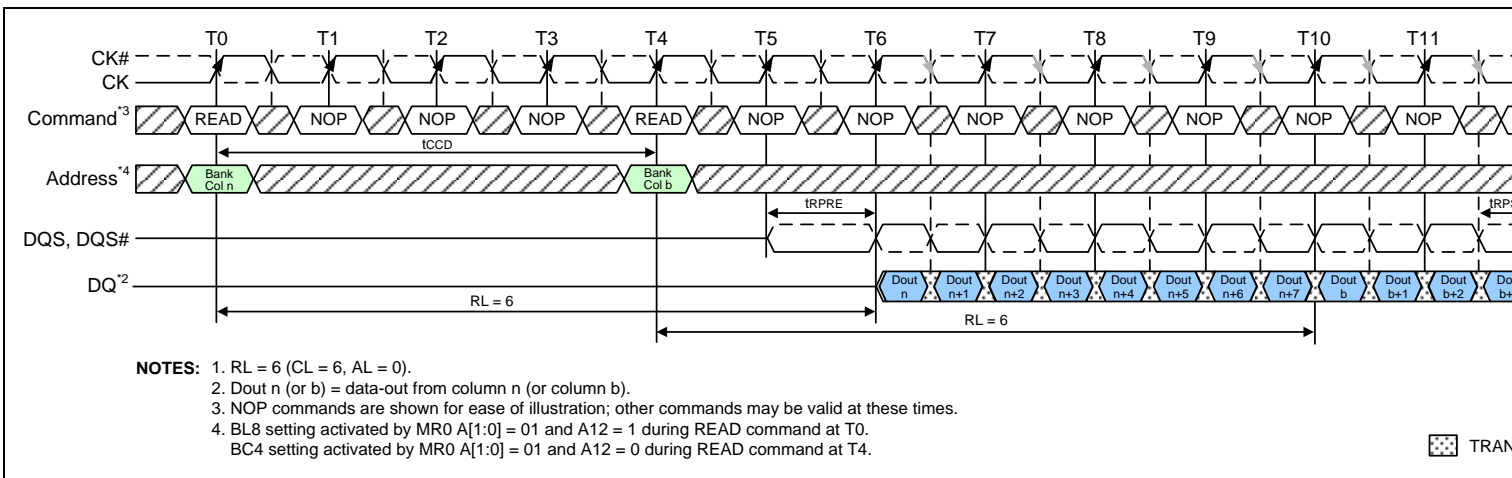 T0 T1 T2 T3 T4 T5 T6 T7 T8 T9 T10 T11
CK#
CK
Command*3 READ NOP NOP NOP READ NOP NOP NOP NOP NOP NOP NOP
tCCD
Address*4 Bank Col n Bank Col b
tRPRE
DQS, DQS#
DQ*2 Dout n Dout n+1 Dout n+2 Dout n+3 Dout n+4 Dout n+5 Dout n+6 Dout n+7 Dout b Dout b+1 Dout b+2
RL = 6
RL = 6
NOTES: 1. RL = 6 (CL = 6, AL = 0).
2. Dout n (or b) = data-out from column n (or column b).
3. NOP commands are shown for ease of illustration; other commands may be valid at these times.
4. BL8 setting activated by MR0 A[1:0] = 01 and A12 = 1 during READ command at T0.
BC4 setting activated by MR0 A[1:0] = 01 and A12 = 0 during READ command at T4.